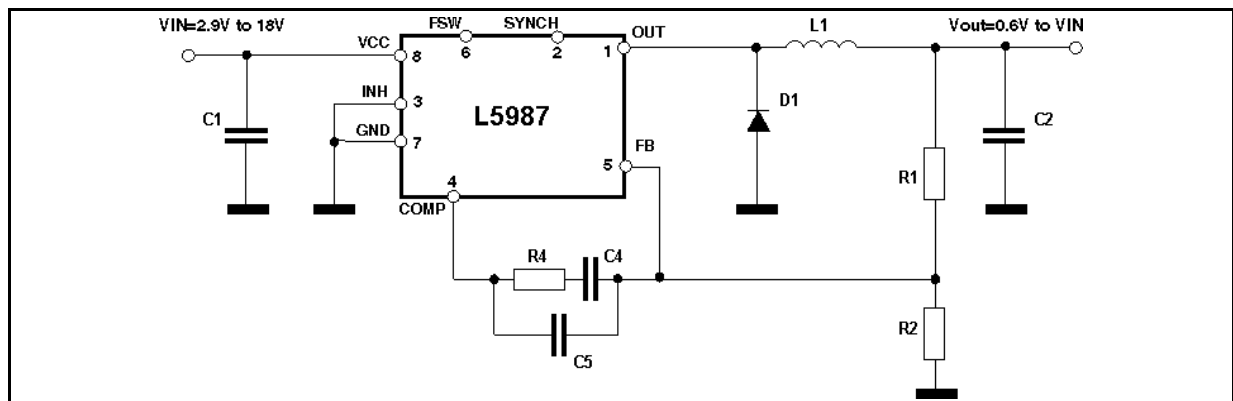 VIN=2.9V to 18V
FSW
SYNCH
L1
Vout=0.6V to VIN
VCC
6
2
OUT
8
1
INH
3
D1
C1
L5987
C2
GND
7
FB
5
R1
4
COMP
R4
C4
R2
C5